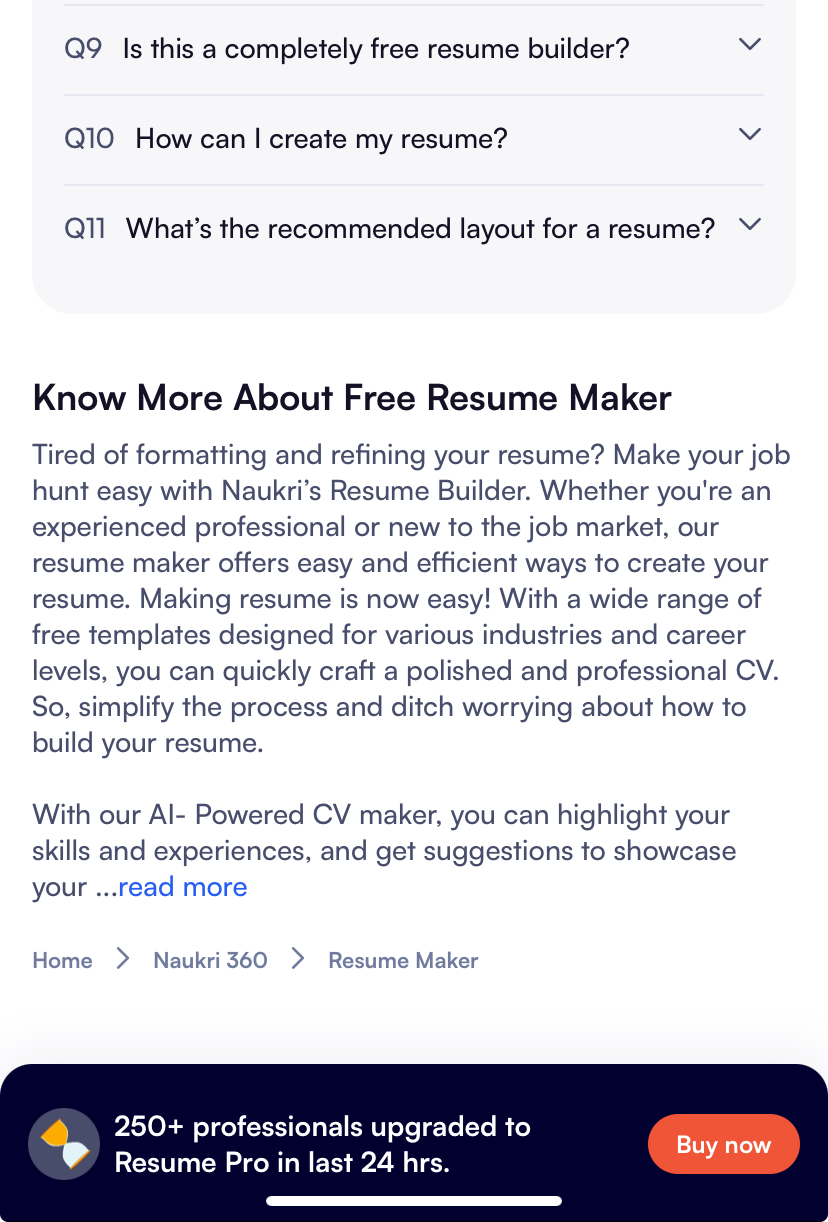 Q9 Is this a completely free resume builder?
Q10 How can I create my resume?
Q11 What’s the recommended layout for a resume?
Know More About Free Resume Maker
Tired of formatting and refining your resume? Make your job
hunt easy with Naukri’s Resume Builder. Whether you're an
experienced professional or new to the job market, our
resume maker offers easy and efficient ways to create your
resume. Making resume is now easy! With a wide range of
free templates designed for various industries and career
levels, you can quickly craft a polished and professional CV.
So, simplify the process and ditch worrying about how to
build your resume.
With our AI- Powered CV maker, you can highlight your
skills and experiences, and get suggestions to showcase
your ...read more
Home > Naukri 360 > Resume Maker
250+ professionals upgraded to
Resume Pro in last 24 hrs.
Buy now